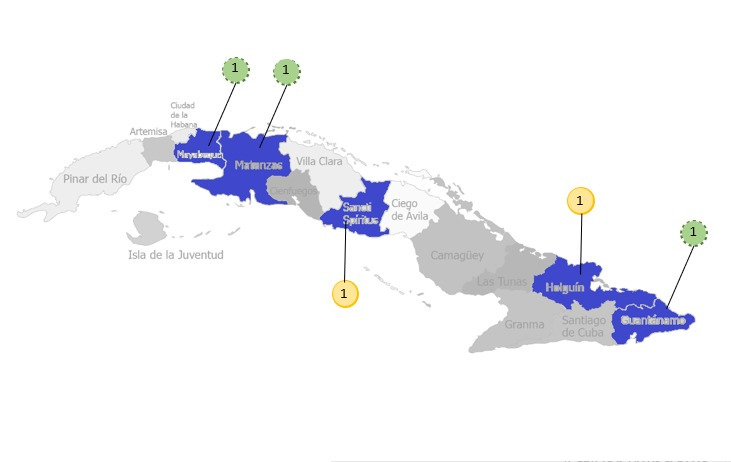 1
1
Ciudad
de la
Habana
Artemisa
Mayabeque
Matanzas
Villa Clara
Pinar del Río
Cienfuegos
Sancti
Spíritus
Ciego
de Ávila
1
1
Isla de la Juventud
Camagüey
Las Tunas
Holguín
1
Granma
Santiago
de Cuba
Guantánamo